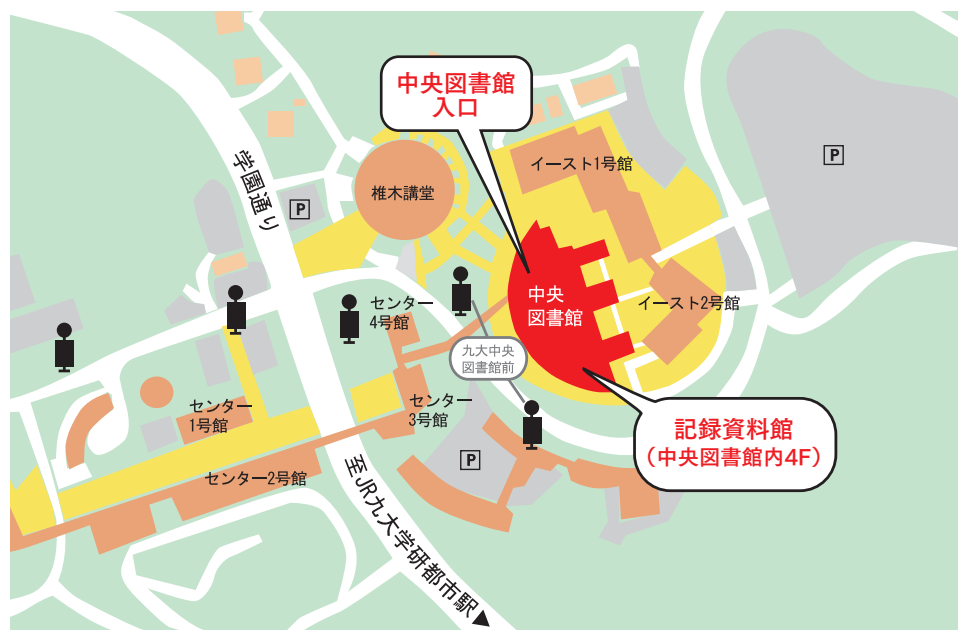 中央図書館
入口
イースト1号館
P
学園通り
椎木講堂
P
中央
図書館
センター
4号館
イースト2号館
九大中央
図書館前
センター
1号館
センター
3号館
記録資料館
（中央図書館内4F）
P
センター2号館
至JR九大学研都市駅